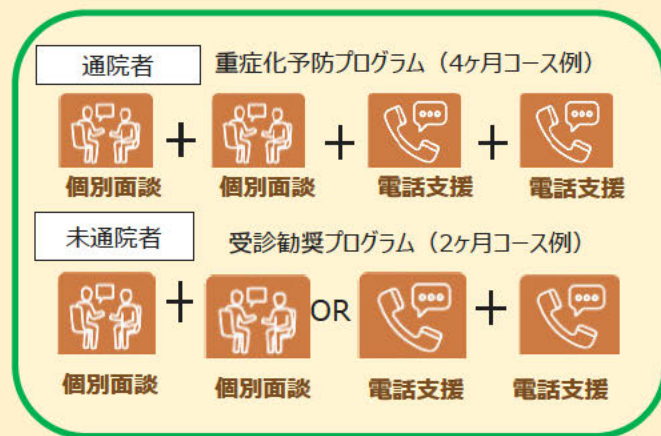 通院者 重症化予防プログラム（4ヶ月コース例）
+ + +
個別面談 個別面談 電話支援 電話支援
未通院者 受診勧奨プログラム（2ヶ月コース例）
+ OR +
個別面談 個別面談 電話支援 電話支援